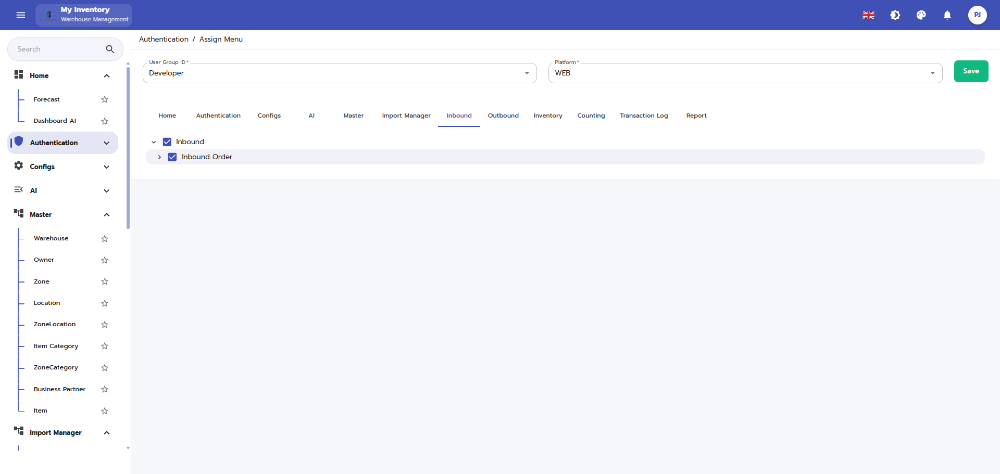 My Inventory
Warehouse Management
PJ
Search
Home
Forecast
Dashboard AI
Authentication
Configs
AI
Master
Warehouse
Owner
Zone
Location
ZoneLocation
Item Category
ZoneCategory
Business Partner
Item
Import Manager
Authentication / Assign Menu
User Group ID *
Developer
Platform *
WEB
Save
Home Authentication Configs AI Master Import Manager Inbound Outbound Inventory Counting Transaction Log Report
Inbound
Inbound Order